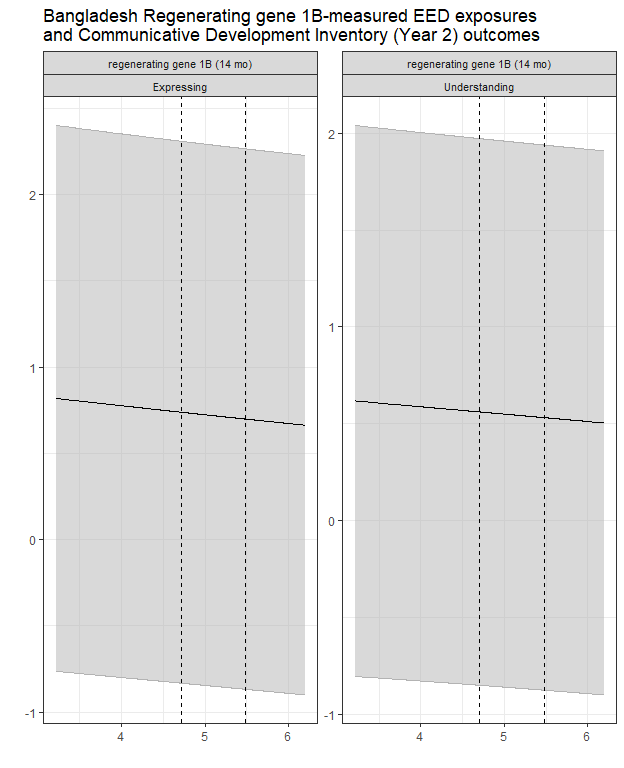 Bangladesh Regenerating gene 1B-measured EED exposures
and Communicative Development Inventory (Year 2) outcomes
regenerating gene 1B (14 mo)
Expressing
2
1
0
-1
4
5
6
regenerating gene 1B (14 mo)
Understanding
2
1
0
-1
4
5
6